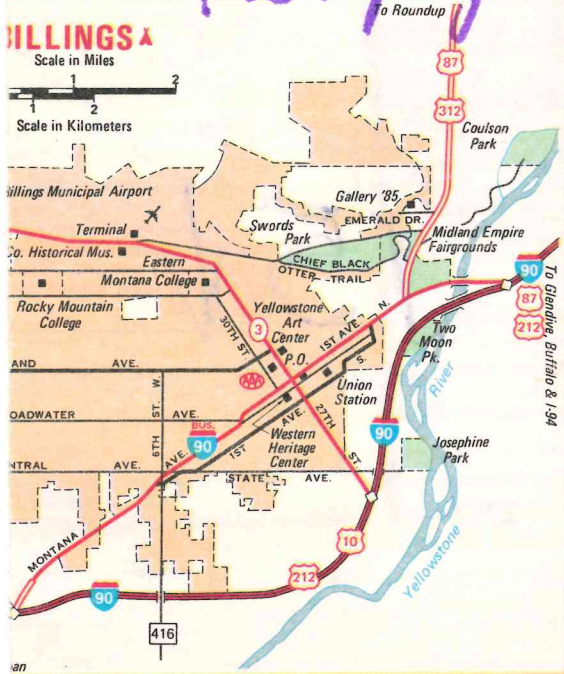 To Roundup
BILLINGS
Scale in Miles
1 2
1 2
Scale in Kilometers
87
312
Coulson
Park
Billings Municipal Airport
Gallery '85
EMERALD DR.
Terminal
Swords
Park
Midland Empire
Fairgrounds
Co. Historical Mus.
Eastern
Montana College
CHIEF BLACK
OTTER TRAIL
90
87
212
To Glendive, Buffalo & I-94
Rocky Mountain
College
30TH ST.
3
Yellowstone
Art
Center
P.O.
1ST AVE. N.
Two
Moon
Pk.
River
AND AVE.
AAA
S.
Union
Station
6TH ST. W.
OADWATER AVE.
BUS.
90
AVE.
1ST AVE.
Western
Heritage
Center
27TH ST
90
Josephine
Park
NTRAL AVE.
STATE AVE.
MONTANA
10
212
90
Yellowstone
416
an